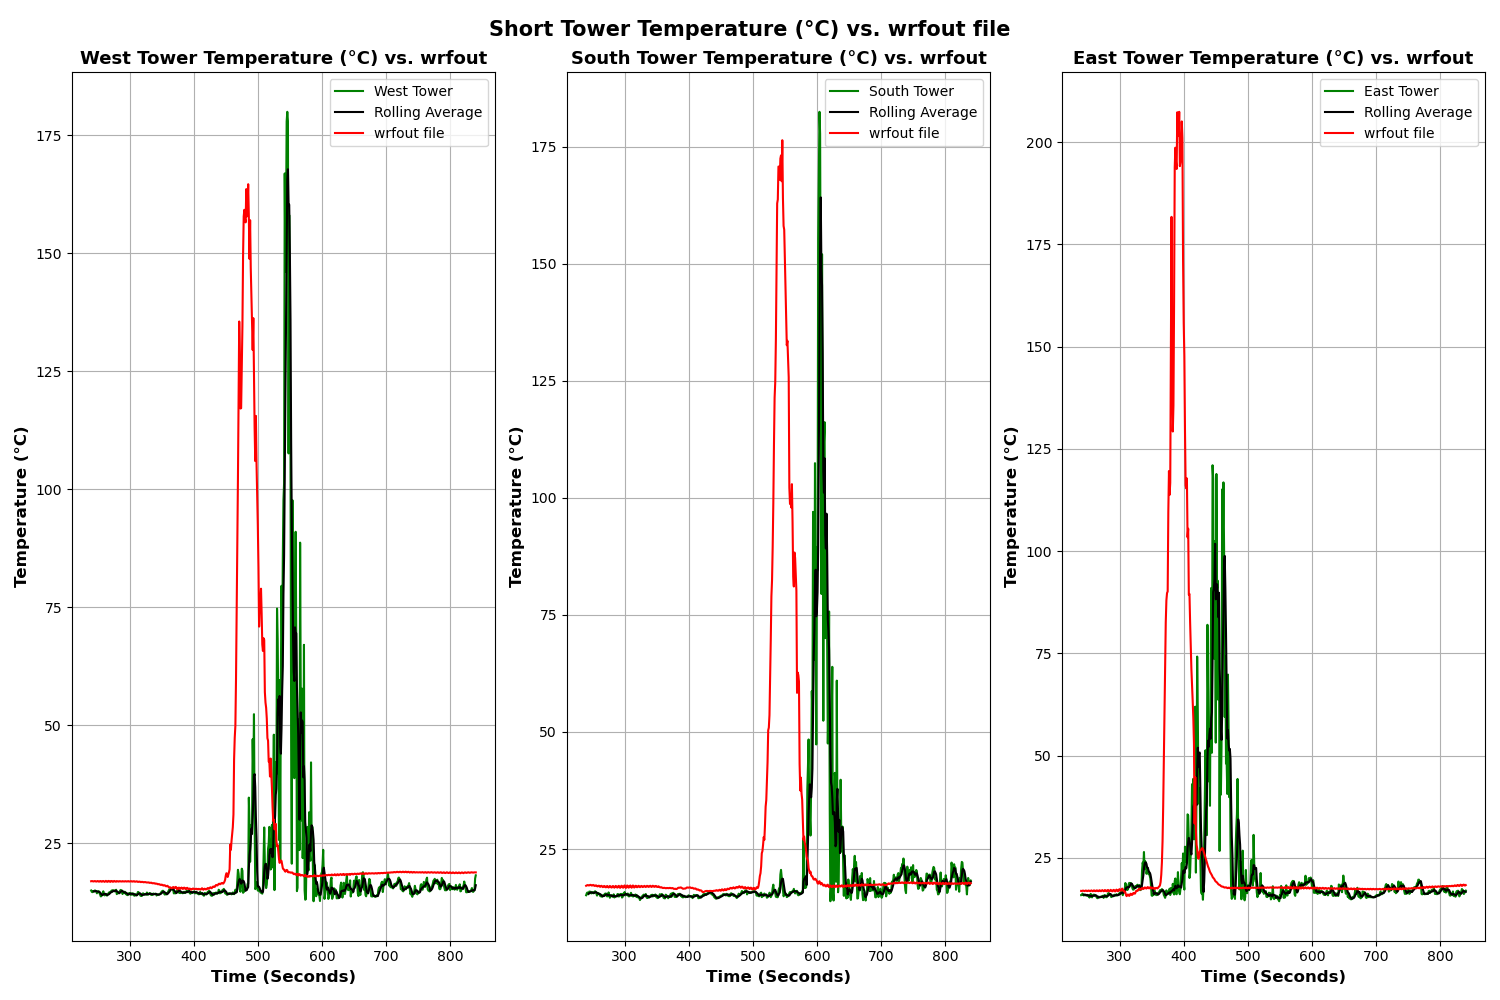 Short Tower Temperature (°C) vs. wrfout file
West Tower Temperature (°C) vs. wrfout
West Tower
Rolling Average
wrfout file
175
150
125
100
75
50
25
300 400 500 600 700 800
Temperature (°C)
Time (Seconds)
South Tower Temperature (°C) vs. wrfout
South Tower
Rolling Average
wrfout file
175
150
125
100
75
50
25
300 400 500 600 700 800
Temperature (°C)
Time (Seconds)
East Tower Temperature (°C) vs. wrfout
East Tower
Rolling Average
wrfout file
200
175
150
125
100
75
50
25
300 400 500 600 700 800
Temperature (°C)
Time (Seconds)